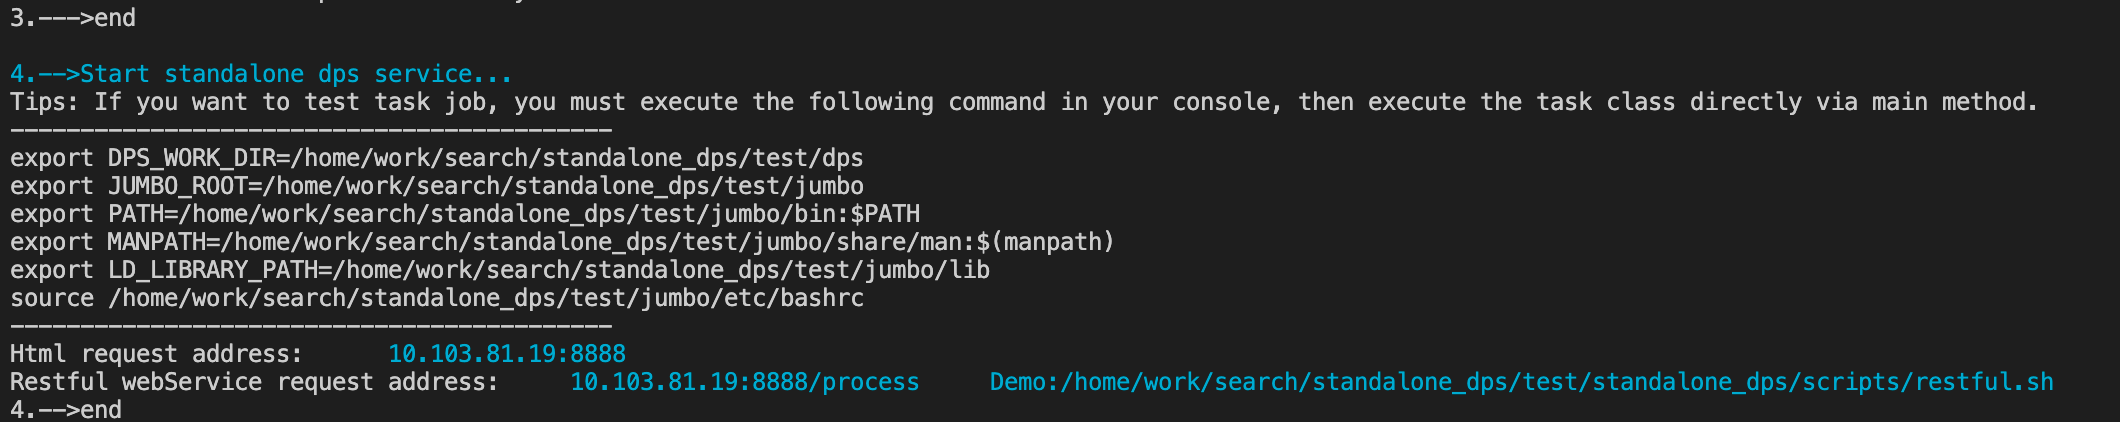 3.--->end
4.-->Start standalone dps service...
Tips: If you want to test task job, you must execute the following command in your console, then execute the task class directly via main method.
-------------------------------------------
export DPS_WORK_DIR=/home/work/search/standalone_dps/test/dps
export JUMBO_ROOT=/home/work/search/standalone_dps/test/jumbo
export PATH=/home/work/search/standalone_dps/test/jumbo/bin:$PATH
export MANPATH=/home/work/search/standalone_dps/test/jumbo/share/man:$(manpath)
export LD_LIBRARY_PATH=/home/work/search/standalone_dps/test/jumbo/lib
source /home/work/search/standalone_dps/test/jumbo/etc/bashrc
-------------------------------------------
Html request address:      10.103.81.19:8888
Restful webService request address:     10.103.81.19:8888/process     Demo:/home/work/search/standalone_dps/test/standalone_dps/scripts/restful.sh
4.-->end